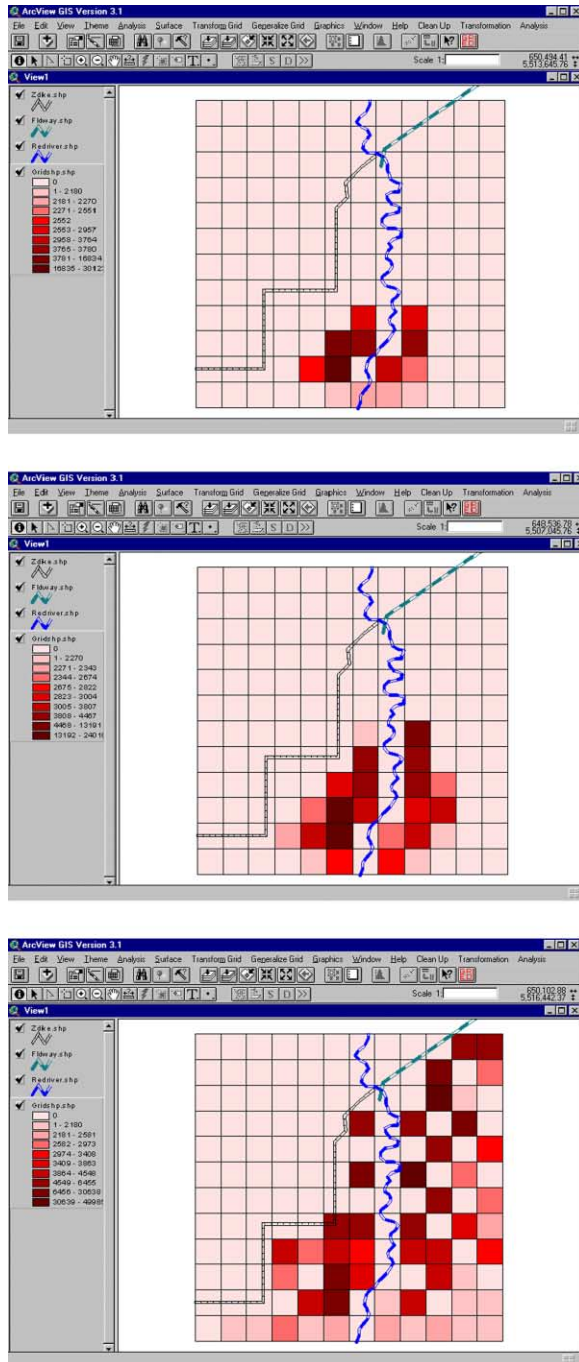 ArcView GIS Version 3.1
File Edit View Theme Analysis Surface Transform Grid Generalize Grid Graphics Window Help Clean Up Transformation Analysis
Scale 1:
650,494.41
5,513,645.76
View1
Zdike.shp
Fldway.shp
Redriver.shp
Gridshp.shp
0
1 - 2180
2181 - 2270
2271 - 2551
2552
2553 - 2957
2958 - 3764
3765 - 3780
3781 - 16834
16835 - 3012
ArcView GIS Version 3.1
File Edit View Theme Analysis Surface Transform Grid Generalize Grid Graphics Window Help Clean Up Transformation Analysis
Scale 1:
648,536.78
5,507,045.76
View1
Zdike.shp
Fldway.shp
Redriver.shp
Gridshp.shp
0
1 - 2270
2271 - 2343
2344 - 2674
2675 - 2822
2823 - 3004
3005 - 3807
3808 - 4467
4468 - 13191
13192 - 2401
ArcView GIS Version 3.1
File Edit View Theme Analysis Surface Transform Grid Generalize Grid Graphics Window Help Clean Up Transformation Analysis
Scale 1:
650,102.88
5,516,442.37
View1
Zdike.shp
Fldway.shp
Redriver.shp
Gridshp.shp
0
1 - 2180
2181 - 2581
2582 - 2973
2974 - 3408
3409 - 3863
3864 - 4548
4549 - 6455
6456 - 30638
30639 - 4998